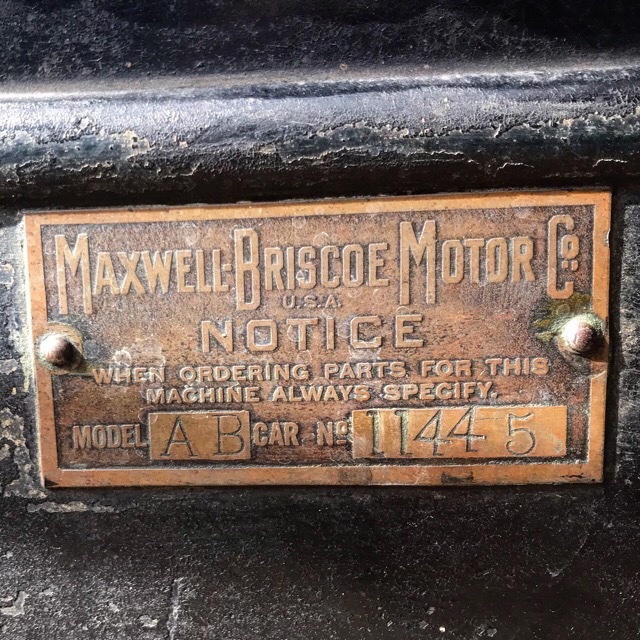 MAXWELL-BRISCOE MOTOR Co.
U.S.A.
NOTICE
WHEN ORDERING PARTS FOR THIS
MACHINE ALWAYS SPECIFY.
MODEL AB CAR No 11445